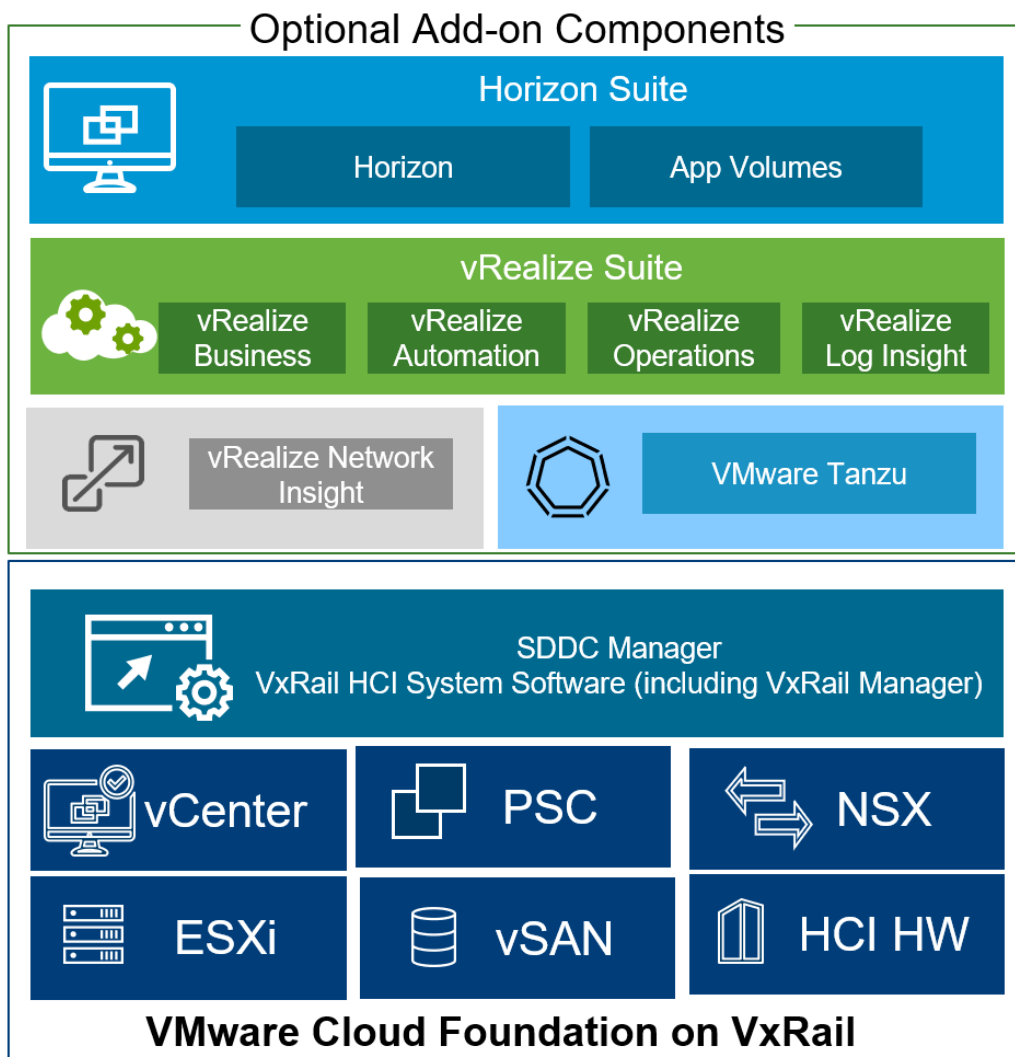 Optional Add-on Components
Horizon Suite
Horizon
App Volumes
vRealize Suite
vRealize
Business
vRealize
Automation
vRealize
Operations
vRealize
Log Insight
vRealize Network
Insight
VMware Tanzu
SDDC Manager
VxRail HCI System Software (including VxRail Manager)
vCenter
PSC
NSX
ESXi
vSAN
HCI HW
VMware Cloud Foundation on VxRail